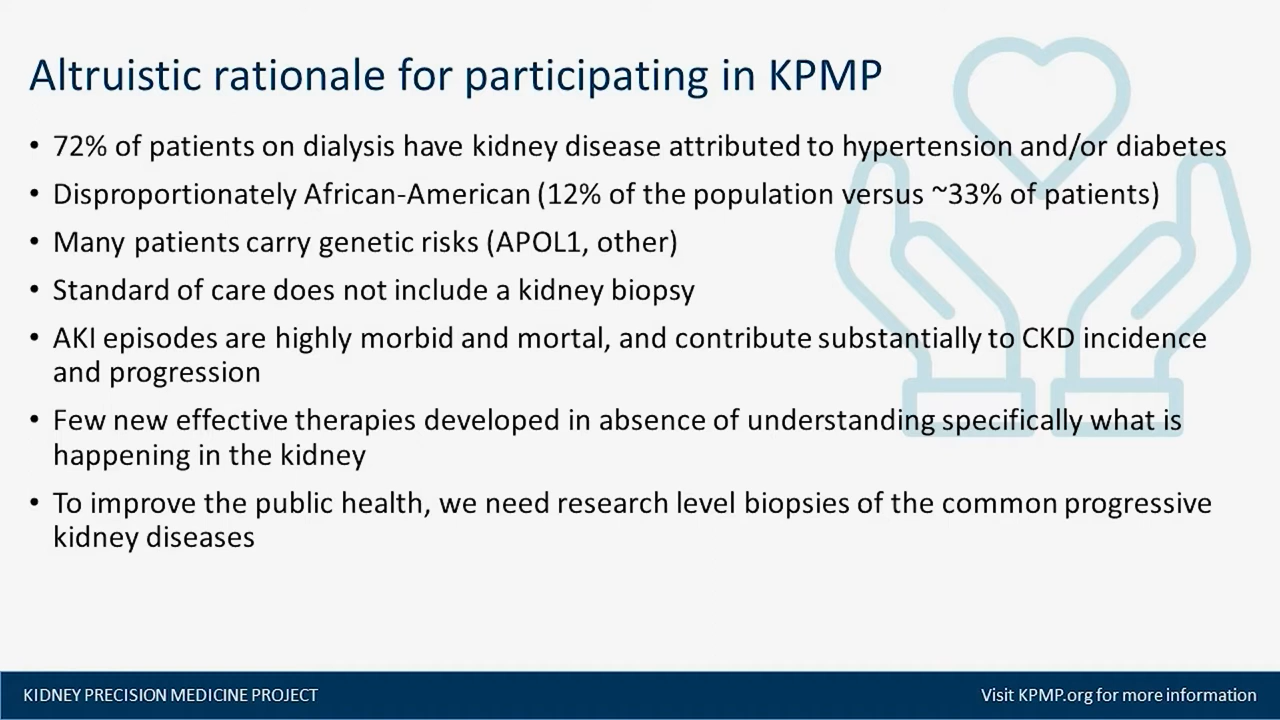 Altruistic rationale for participating in KPMP
• 72% of patients on dialysis have kidney disease attributed to hypertension and/or diabetes
• Disproportionately African-American (12% of the population versus ~33% of patients)
• Many patients carry genetic risks (APOL1, other)
• Standard of care does not include a kidney biopsy
• AKI episodes are highly morbid and mortal, and contribute substantially to CKD incidence
and progression
• Few new effective therapies developed in absence of understanding specifically what is
happening in the kidney
• To improve the public health, we need research level biopsies of the common progressive
kidney diseases
KIDNEY PRECISION MEDICINE PROJECT
Visit KPMP.org for more information